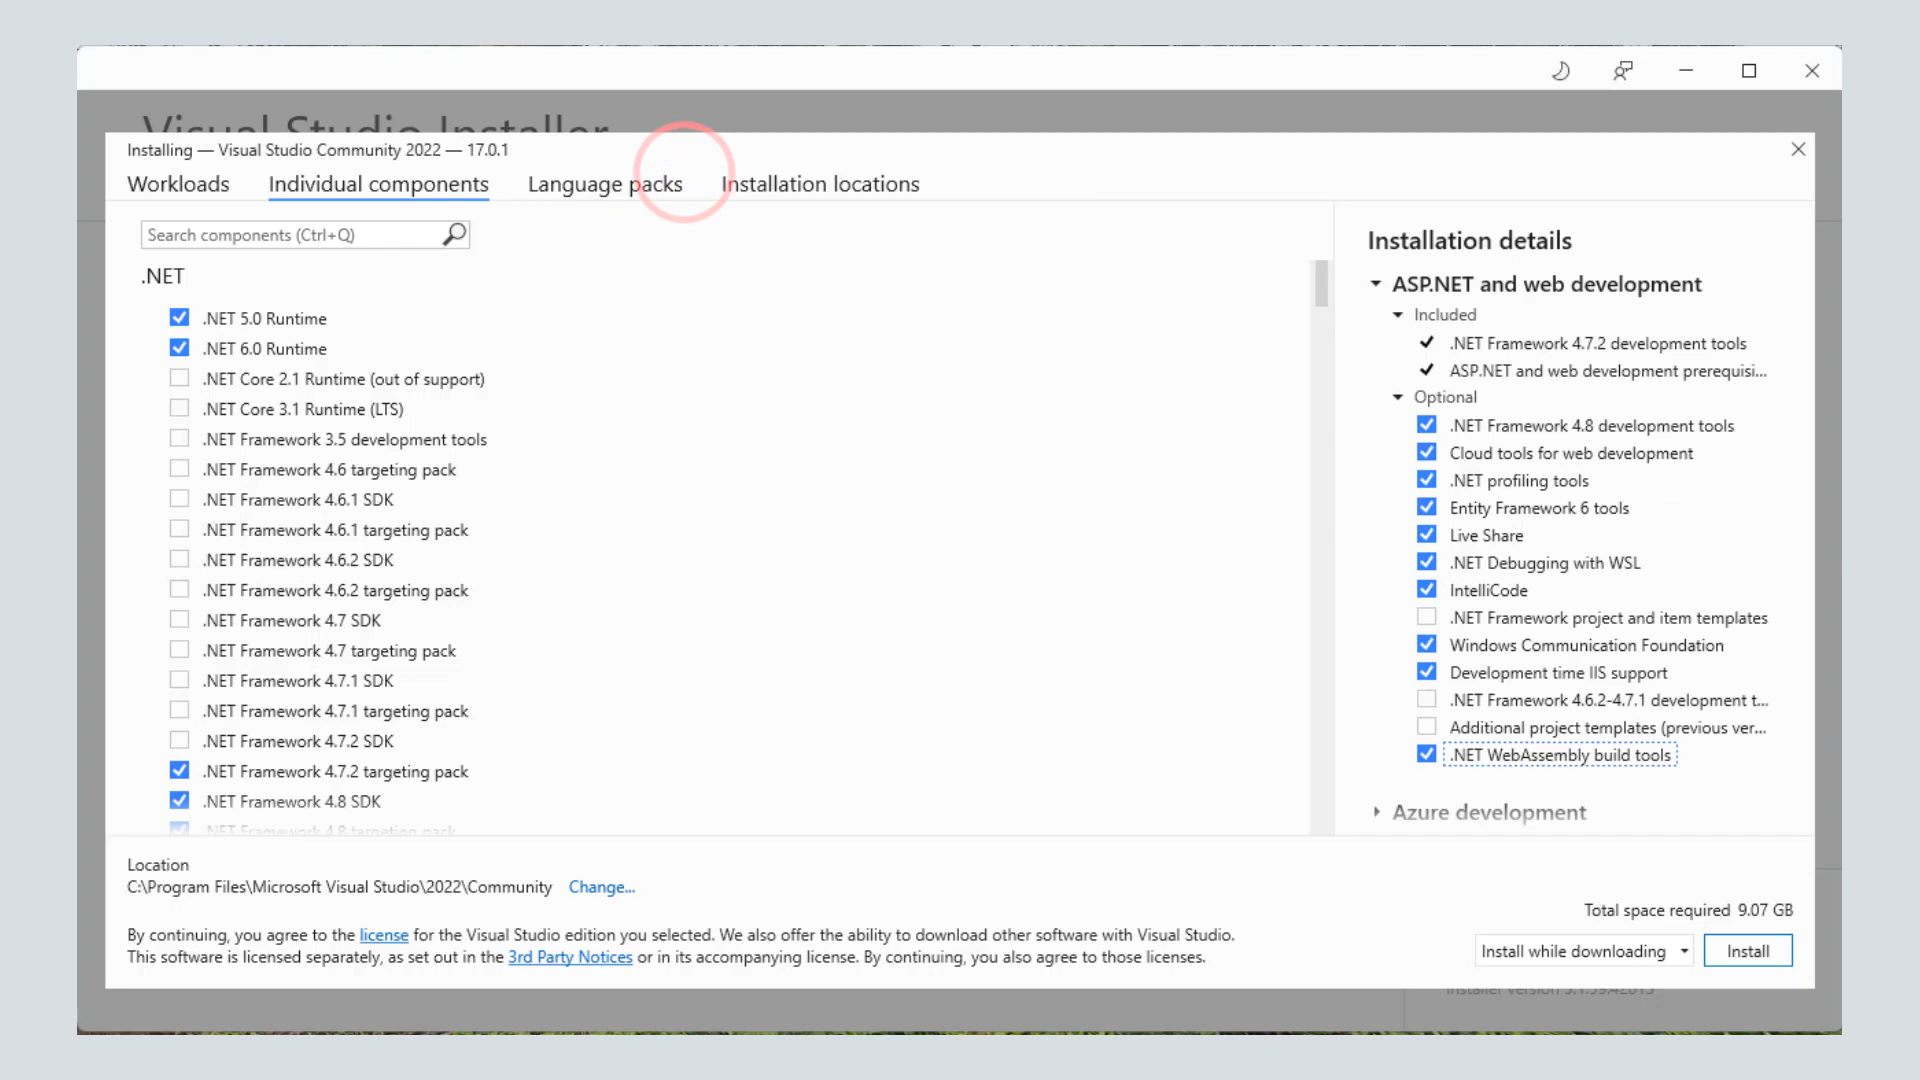 Visual Studio Installer
Installing — Visual Studio Community 2022 — 17.0.1
Workloads
Individual components
Language packs
Installation locations
Search components (Ctrl+Q)
.NET
.NET 5.0 Runtime
.NET 6.0 Runtime
.NET Core 2.1 Runtime (out of support)
.NET Core 3.1 Runtime (LTS)
.NET Framework 3.5 development tools
.NET Framework 4.6 targeting pack
.NET Framework 4.6.1 SDK
.NET Framework 4.6.1 targeting pack
.NET Framework 4.6.2 SDK
.NET Framework 4.6.2 targeting pack
.NET Framework 4.7 SDK
.NET Framework 4.7 targeting pack
.NET Framework 4.7.1 SDK
.NET Framework 4.7.1 targeting pack
.NET Framework 4.7.2 SDK
.NET Framework 4.7.2 targeting pack
.NET Framework 4.8 SDK
.NET Framework 4.8 targeting pack
Installation details
ASP.NET and web development
Included
.NET Framework 4.7.2 development tools
ASP.NET and web development prerequisi...
Optional
.NET Framework 4.8 development tools
Cloud tools for web development
.NET profiling tools
Entity Framework 6 tools
Live Share
.NET Debugging with WSL
IntelliCode
.NET Framework project and item templates
Windows Communication Foundation
Development time IIS support
.NET Framework 4.6.2-4.7.1 development t...
Additional project templates (previous ver...
.NET WebAssembly build tools
Azure development
Location
C:\Program Files\Microsoft Visual Studio\2022\Community Change...
By continuing, you agree to the license for the Visual Studio edition you selected. We also offer the ability to download other software with Visual Studio.
This software is licensed separately, as set out in the 3rd Party Notices or in its accompanying license. By continuing, you also agree to those licenses.
Total space required 9.07 GB
Install while downloading
Install